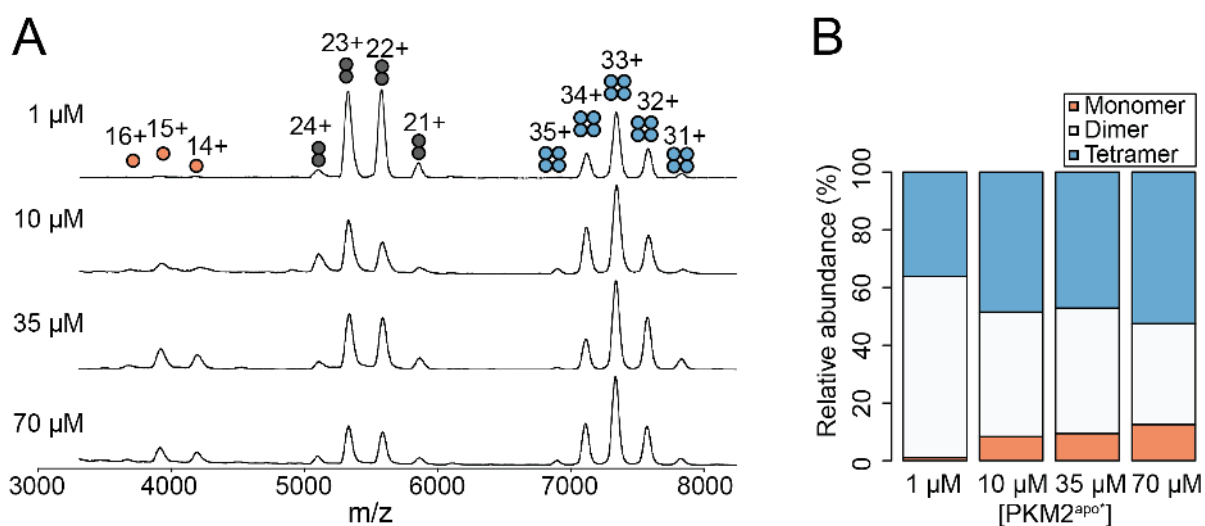 A
23+
22+
33+
34+
32+
1 µM
24+
21+
35+
31+
16+
15+
14+
10 µM
35 µM
70 µM
3000 4000 5000 6000 7000 8000
m/z
B
Monomer
Dimer
Tetramer
Relative abundance (%)
100
80
60
40
20
0
1 µM 10 µM 35 µM 70 µM
[PKM2apo*]